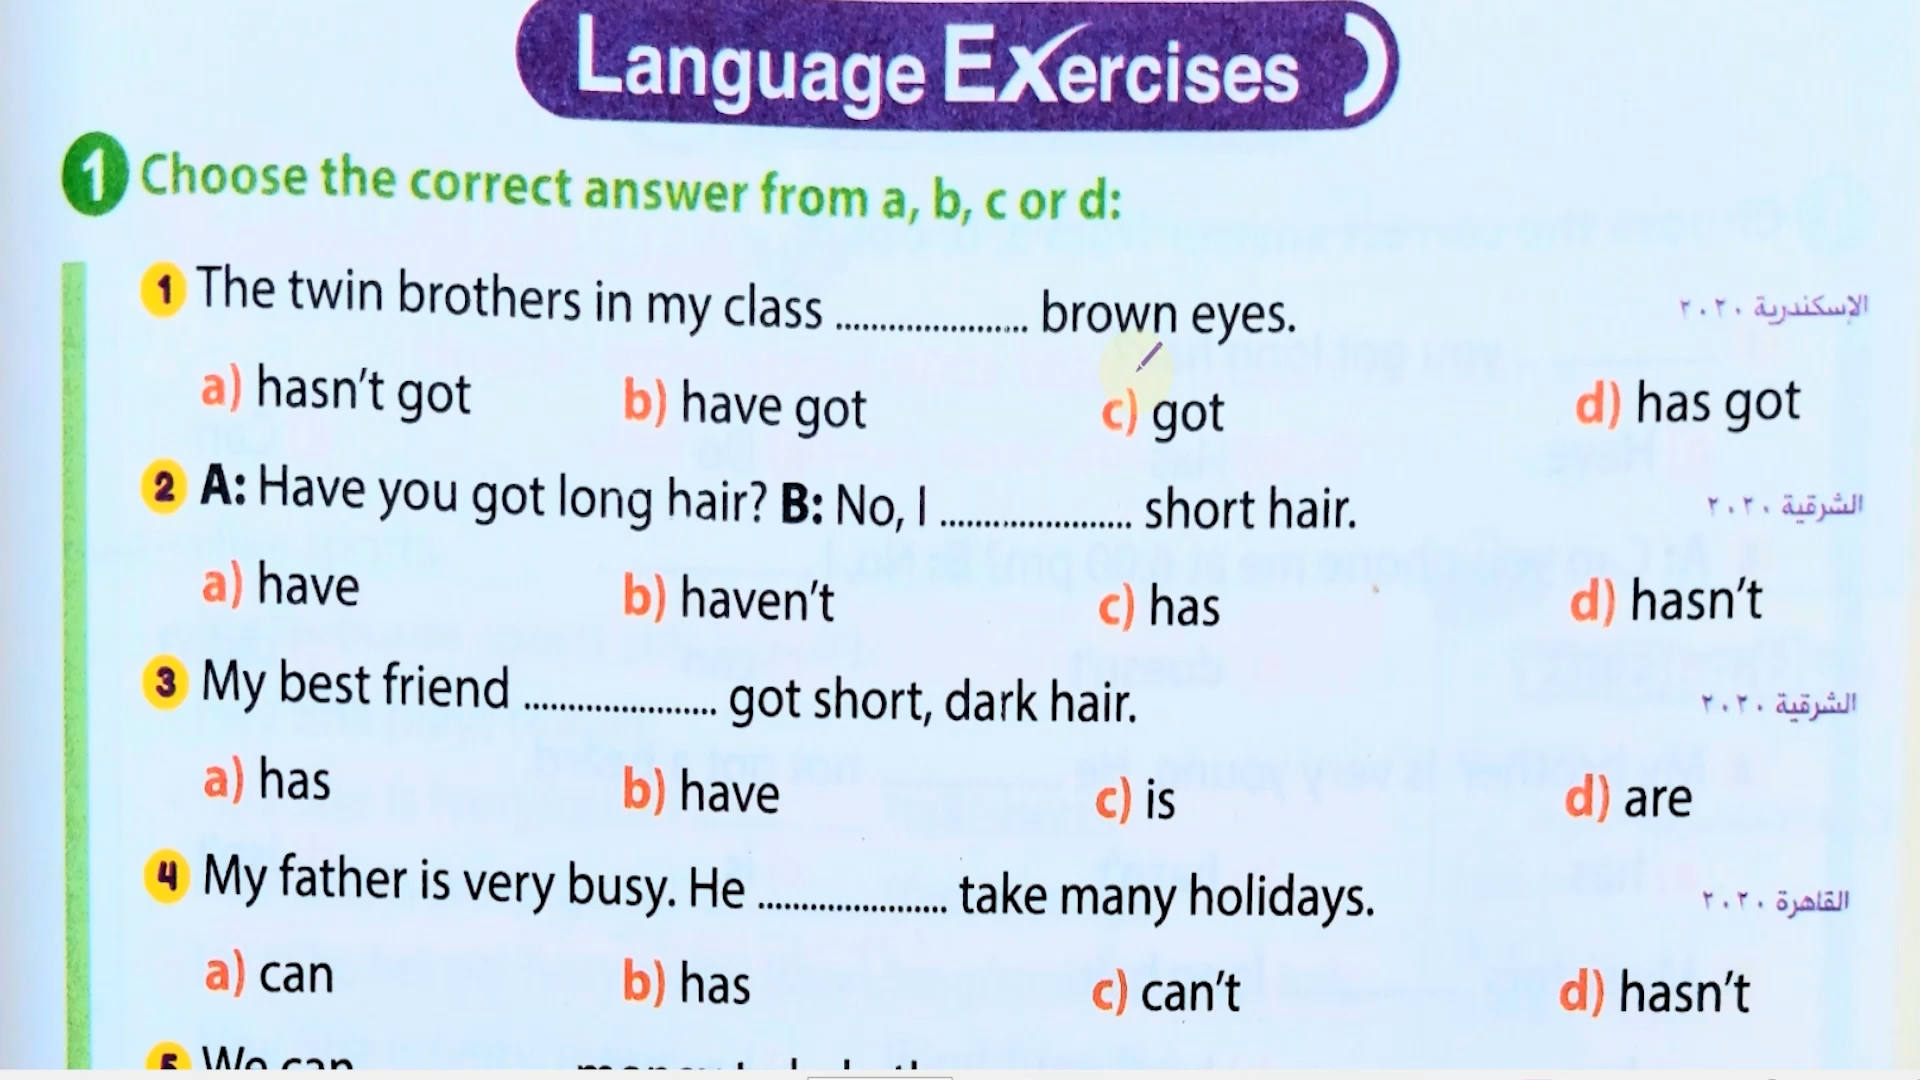 Language Exercises
1 Choose the correct answer from a, b, c or d:
1 The twin brothers in my class ..................... brown eyes. الإسكندرية ٢٠٢٠
a) hasn't got b) have got c) got d) has got
2 A: Have you got long hair? B: No, I ..................... short hair. الشرقية ٢٠٢٠
a) have b) haven't c) has d) hasn't
3 My best friend ..................... got short, dark hair. الشرقية ٢٠٢٠
a) has b) have c) is d) are
4 My father is very busy. He ..................... take many holidays. القاهرة ٢٠٢٠
a) can b) has c) can't d) hasn't
5 We can